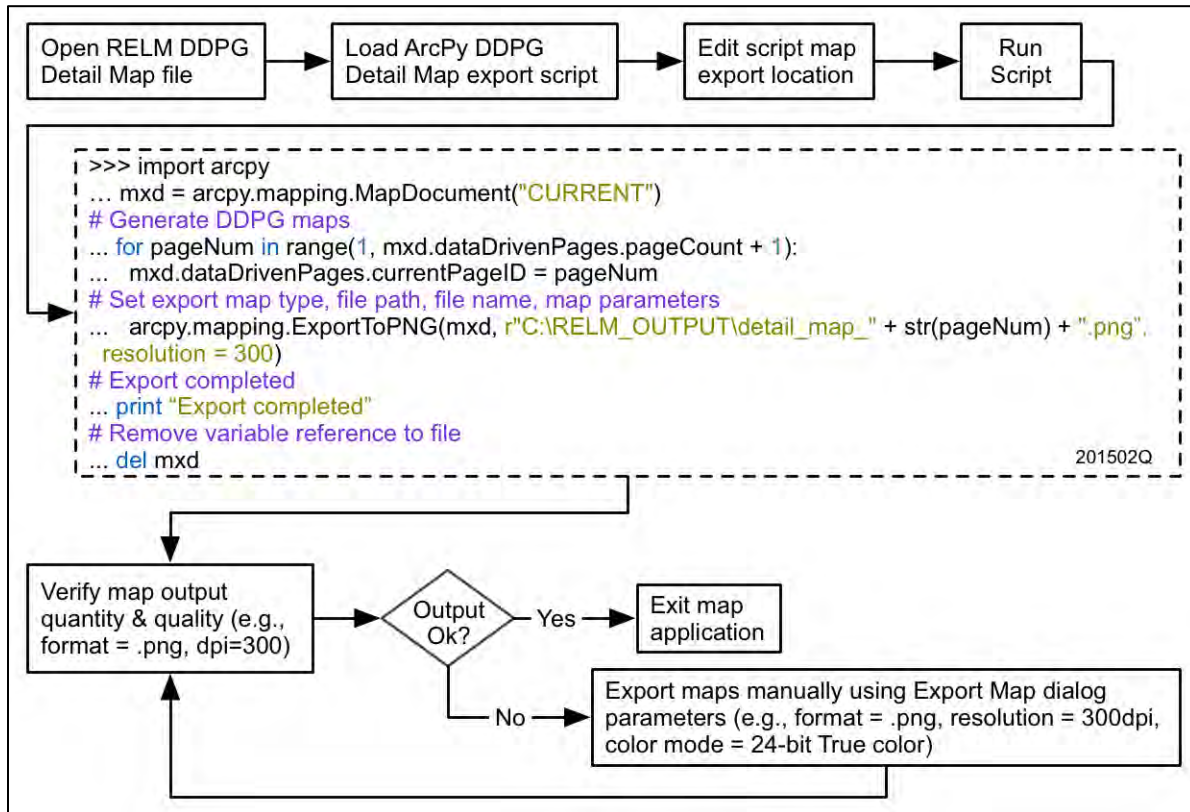 Open RELM DDPG
Detail Map file
Load ArcPy DDPG
Detail Map export script
Edit script map
export location
Run
Script
>>> import arcpy
... mxd = arcpy.mapping.MapDocument("CURRENT")
# Generate DDPG maps
... for pageNum in range(1, mxd.dataDrivenPages.pageCount + 1):
...   mxd.dataDrivenPages.currentPageID = pageNum
# Set export map type, file path, file name, map parameters
...   arcpy.mapping.ExportToPNG(mxd, r"C:\RELM_OUTPUT\detail_map_" + str(pageNum) + ".png".
resolution = 300)
# Export completed
... print “Export completed”
# Remove variable reference to file
... del mxd
201502Q
Verify map output
quantity & quality (e.g.,
format = .png, dpi=300)
Output
Ok?
Yes
Exit map
application
No
Export maps manually using Export Map dialog
parameters (e.g., format = .png, resolution = 300dpi,
color mode = 24-bit True color)